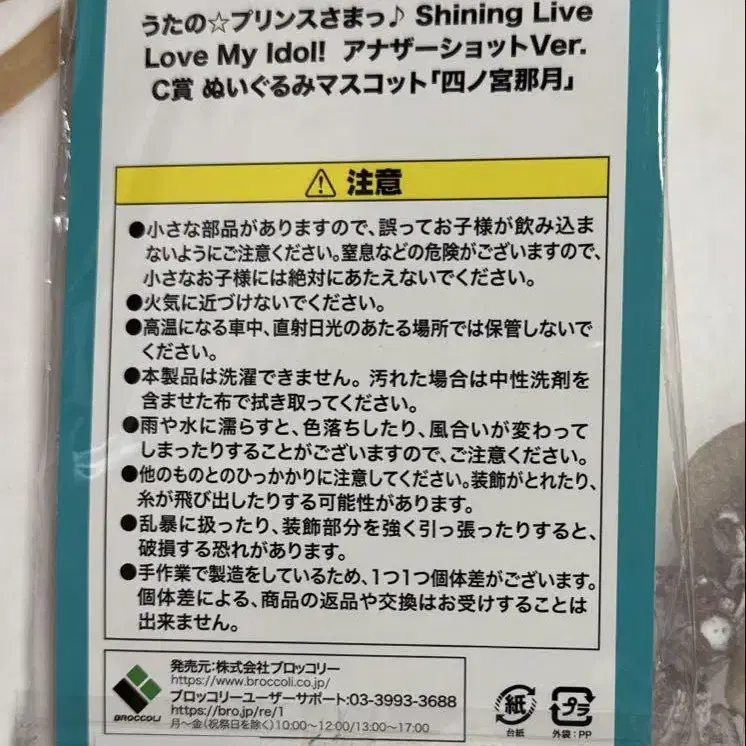 うたの☆プリンスさまっ♪ Shining Live
Love My Idol! アナザーショットVer.
C賞 ぬいぐるみマスコット「四ノ宮那月」
⚠ 注意
●小さな部品がありますので、誤ってお子様が飲み込ま
ないようにご注意ください。窒息などの危険がございますので、
小さなお子様には絶対にあたえないでください。
●火気に近づけないでください。
●高温になる車中、直射日光のあたる場所では保管しないで
ください。
●本製品は洗濯できません。汚れた場合は中性洗剤を
含ませた布で拭き取ってください。
●雨や水に濡らすと、色落ちしたり、風合いが変わって
しまったりすることがございますので、ご注意ください。
●他のものとのひっかかりに注意してください。装飾がとれたり、
糸が飛び出したりする可能性があります。
●乱暴に扱ったり、装飾部分を強く引っ張ったりすると、
破損する恐れがあります。
●手作業で製造をしているため、1つ1つ個体差がございます。
個体差による、商品の返品や交換はお受けすることは
出来ません。
発売元:株式会社ブロッコリー
https://www.broccoli.co.jp/
ブロッコリーユーザーサポート:03-3993-3688
https://bro.jp/re/1
月〜金(祝祭日を除く)10:00〜12:00/13:00〜17:00
BROCCOLI
紙
台紙
プラ
外袋:PP